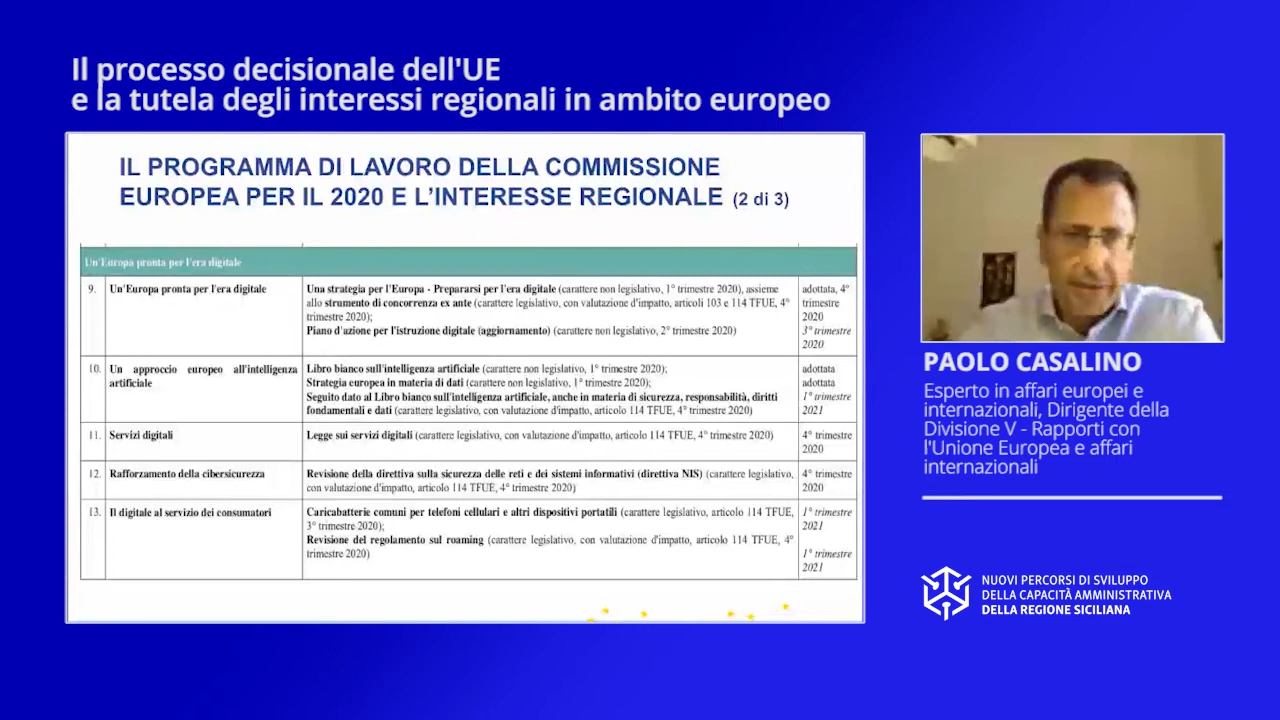 Il processo decisionale dell'UE
e la tutela degli interessi regionali in ambito europeo
IL PROGRAMMA DI LAVORO DELLA COMMISSIONE
EUROPEA PER IL 2020 E L'INTERESSE REGIONALE (2 di 3)
Un'Europa pronta per l'era digitale
9. Un'Europa pronta per l'era digitale
Una strategia per l'Europa - Prepararsi per l'era digitale (carattere non legislativo, 1° trimestre 2020), assieme
allo strumento di concorrenza ex ante (carattere legislativo, con valutazione d'impatto, articoli 103 e 114 TFUE, 4°
trimestre 2020);
Piano d'azione per l'istruzione digitale (aggiornamento) (carattere non legislativo, 2° trimestre 2020)
adottata, 4°
trimestre
2020
3° trimestre
2020
10. Un approccio europeo all'intelligenza
artificiale
Libro bianco sull'intelligenza artificiale (carattere non legislativo, 1° trimestre 2020);
Strategia europea in materia di dati (carattere non legislativo, 1° trimestre 2020);
Seguito dato al Libro bianco sull'intelligenza artificiale, anche in materia di sicurezza, responsabilità, diritti
fondamentali e dati (carattere legislativo, con valutazione d'impatto, articolo 114 TFUE, 4° trimestre 2020)
adottata
adottata
1° trimestre
2021
11. Servizi digitali
Legge sui servizi digitali (carattere legislativo, con valutazione d'impatto, articolo 114 TFUE, 4° trimestre 2020)
4° trimestre
2020
12. Rafforzamento della cibersicurezza
Revisione della direttiva sulla sicurezza delle reti e dei sistemi informativi (direttiva NIS) (carattere legislativo,
con valutazione d'impatto, articolo 114 TFUE, 4° trimestre 2020)
4° trimestre
2020
13. Il digitale al servizio dei consumatori
Caricabatterie comuni per telefoni cellulari e altri dispositivi portatili (carattere legislativo, articolo 114 TFUE,
3° trimestre 2020);
Revisione del regolamento sul roaming (carattere legislativo, con valutazione d'impatto, articolo 114 TFUE, 4°
trimestre 2020)
1° trimestre
2021
1° trimestre
2021
PAOLO CASALINO
Esperto in affari europei e
internazionali, Dirigente della
Divisione V - Rapporti con
l'Unione Europea e affari
internazionali
NUOVI PERCORSI DI SVILUPPO
DELLA CAPACITÀ AMMINISTRATIVA
DELLA REGIONE SICILIANA